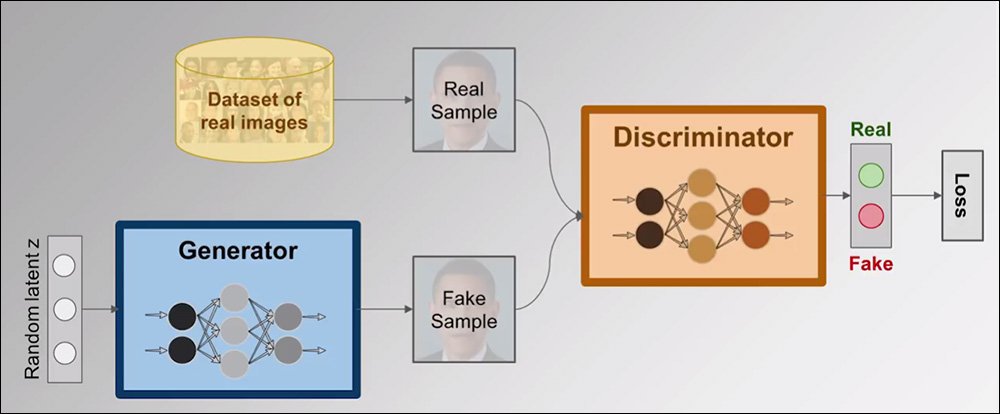 Dataset of
real images
Real
Sample
Discriminator
Real
Fake
Loss
Random latent z
Generator
Fake
Sample